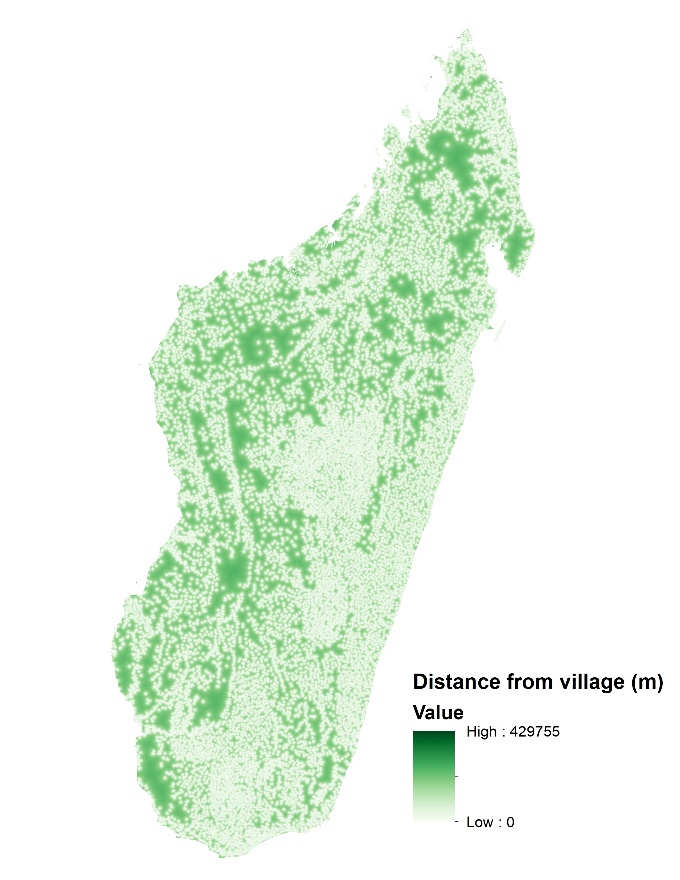 Distance from village (m)
Value
High : 429755
Low : 0